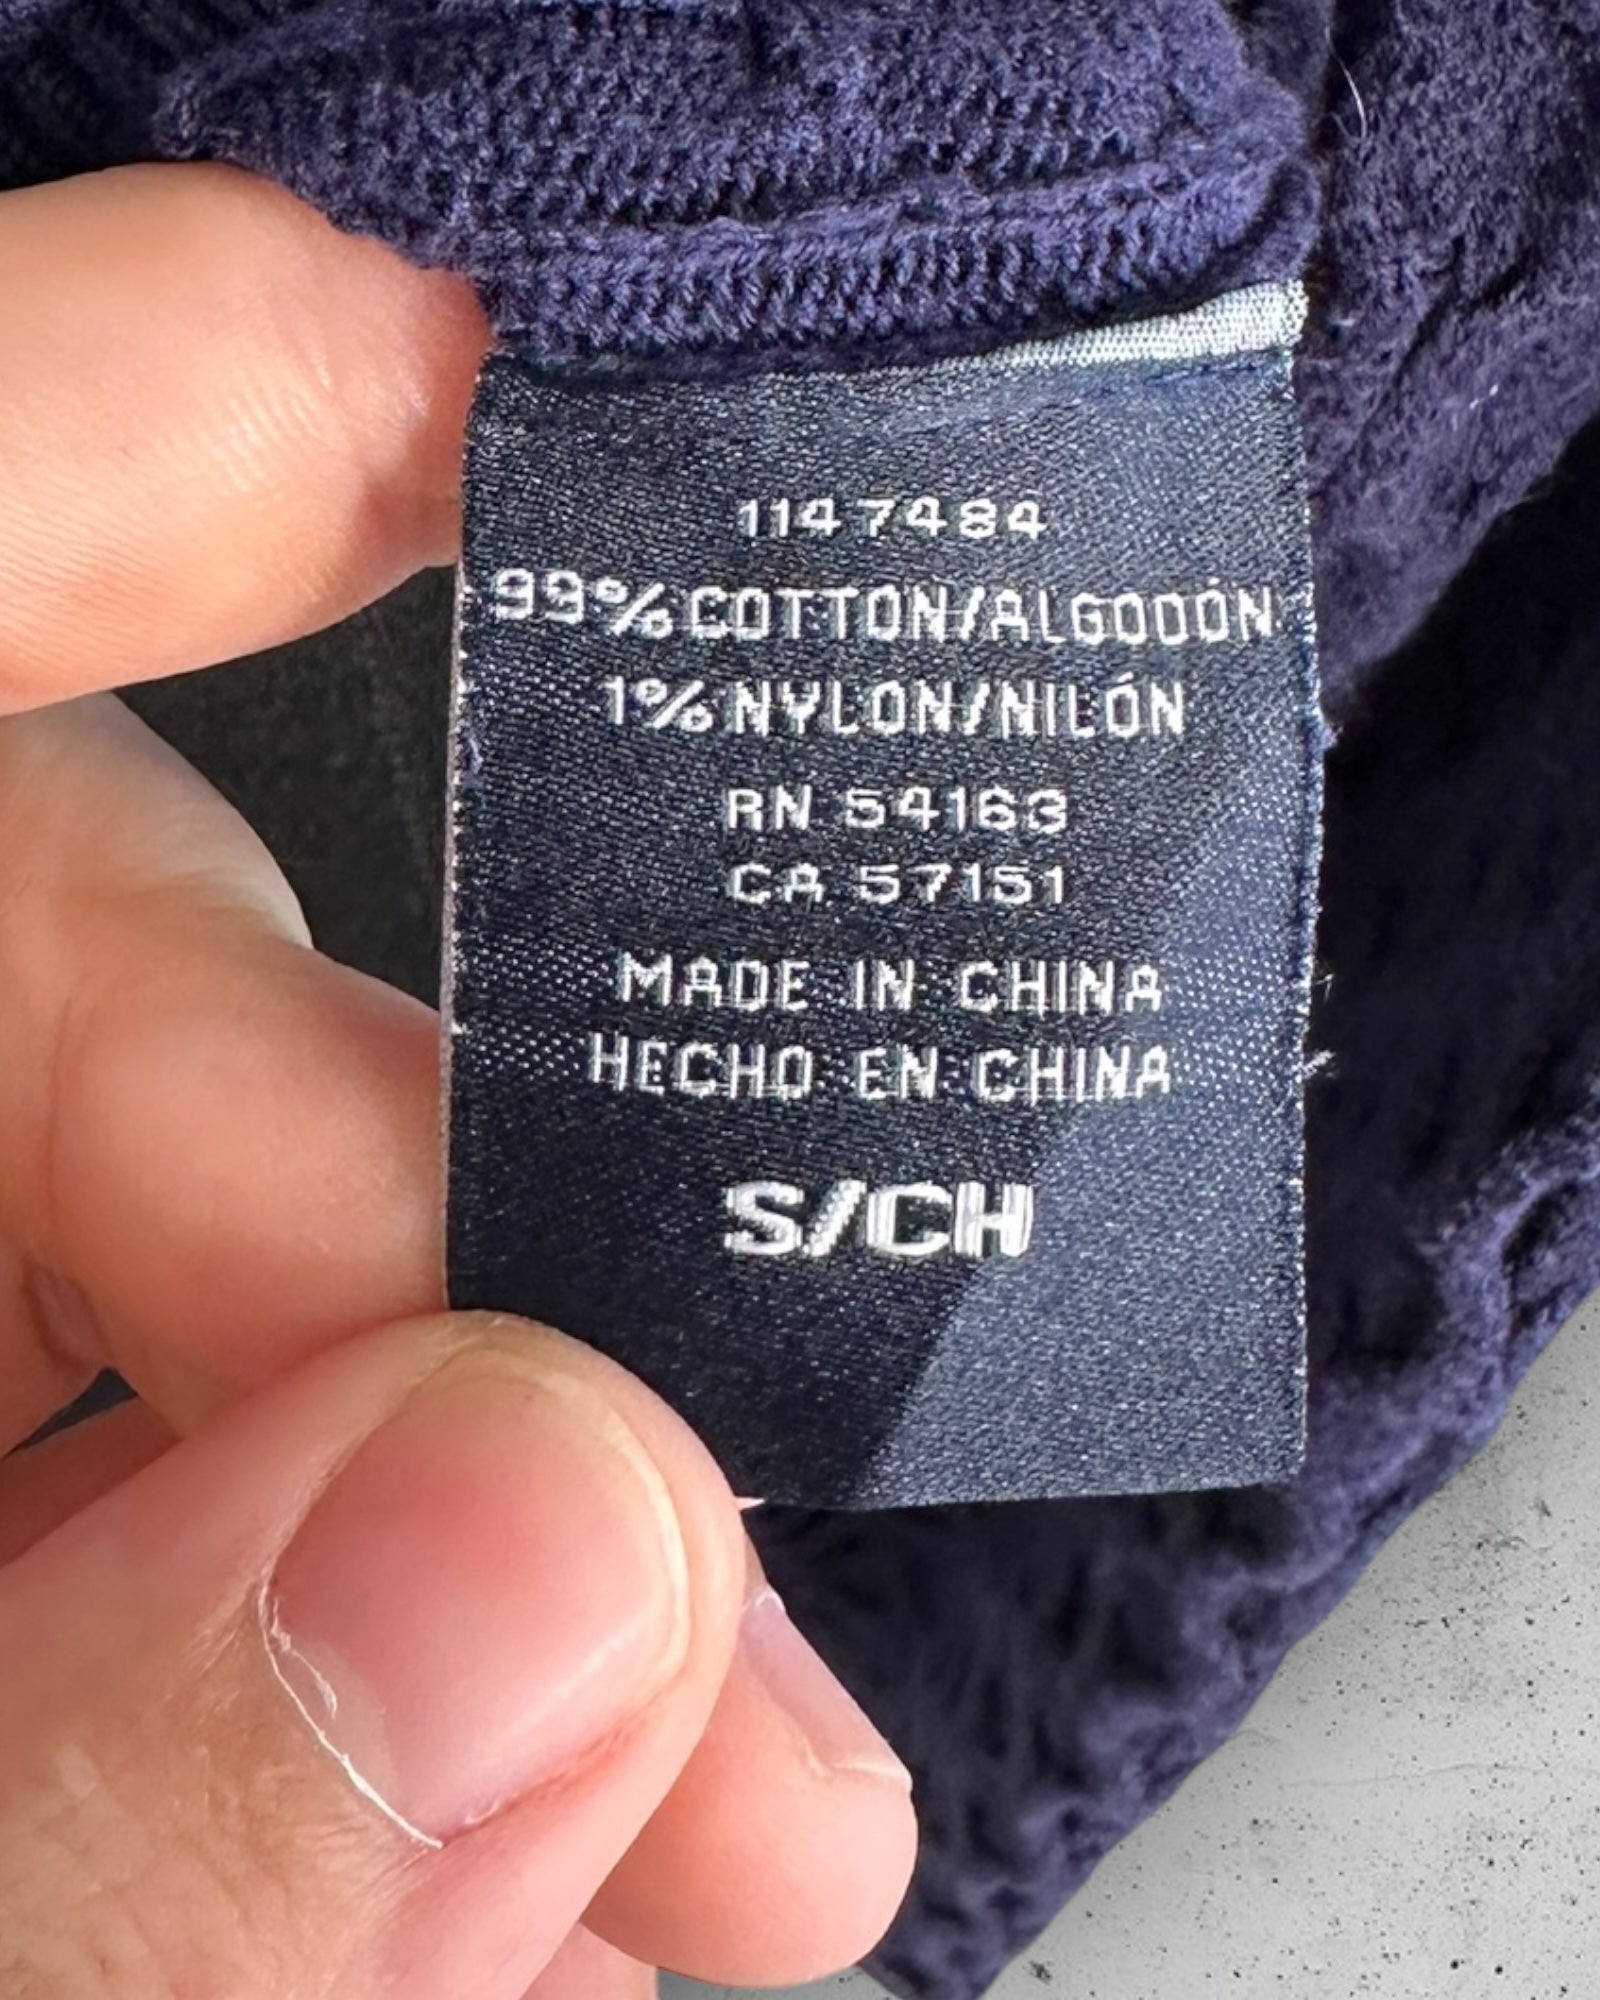 1147484
99% COTTON/ALGODÓN
1% NYLON/NILÓN
RN 54163
CA 57151
MADE IN CHINA
HECHO EN CHINA
S/CH